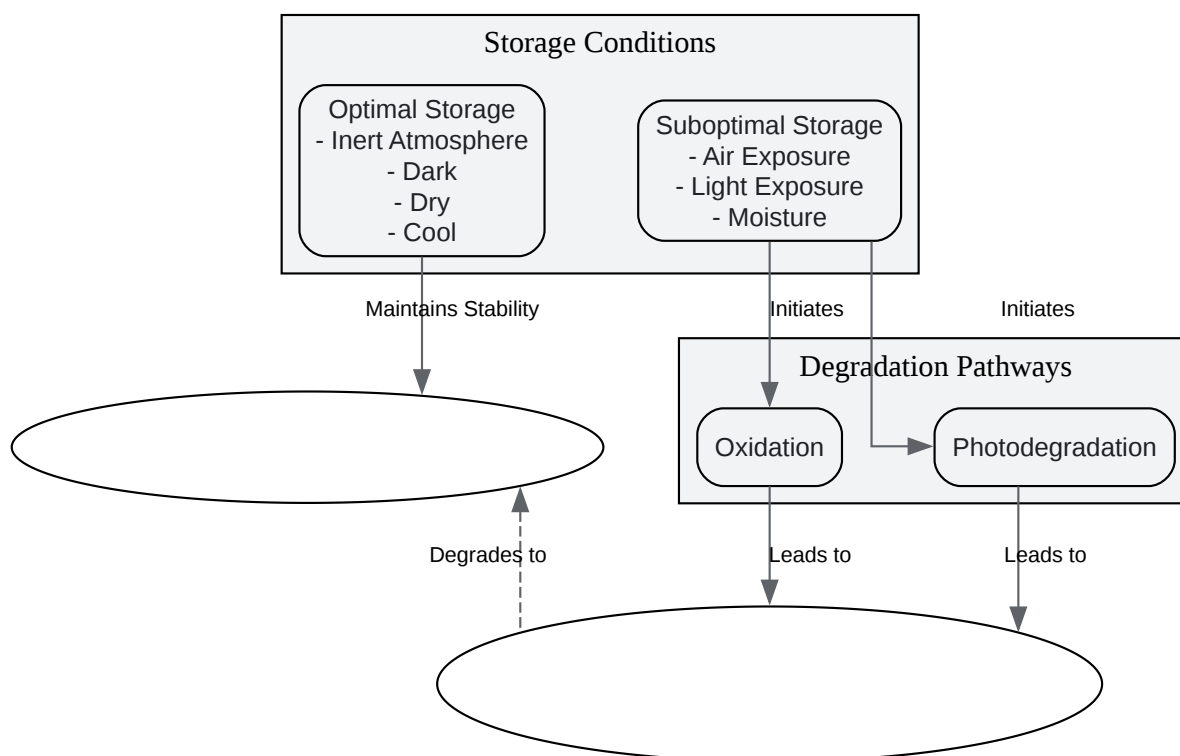 Storage Conditions
Optimal Storage
- Inert Atmosphere
- Dark
- Dry
- Cool
Suboptimal Storage
- Air Exposure
- Light Exposure
- Moisture
Maintains Stability
Initiates
Initiates
Degradation Pathways
Oxidation
Photodegradation
Degrades to
Leads to
Leads to